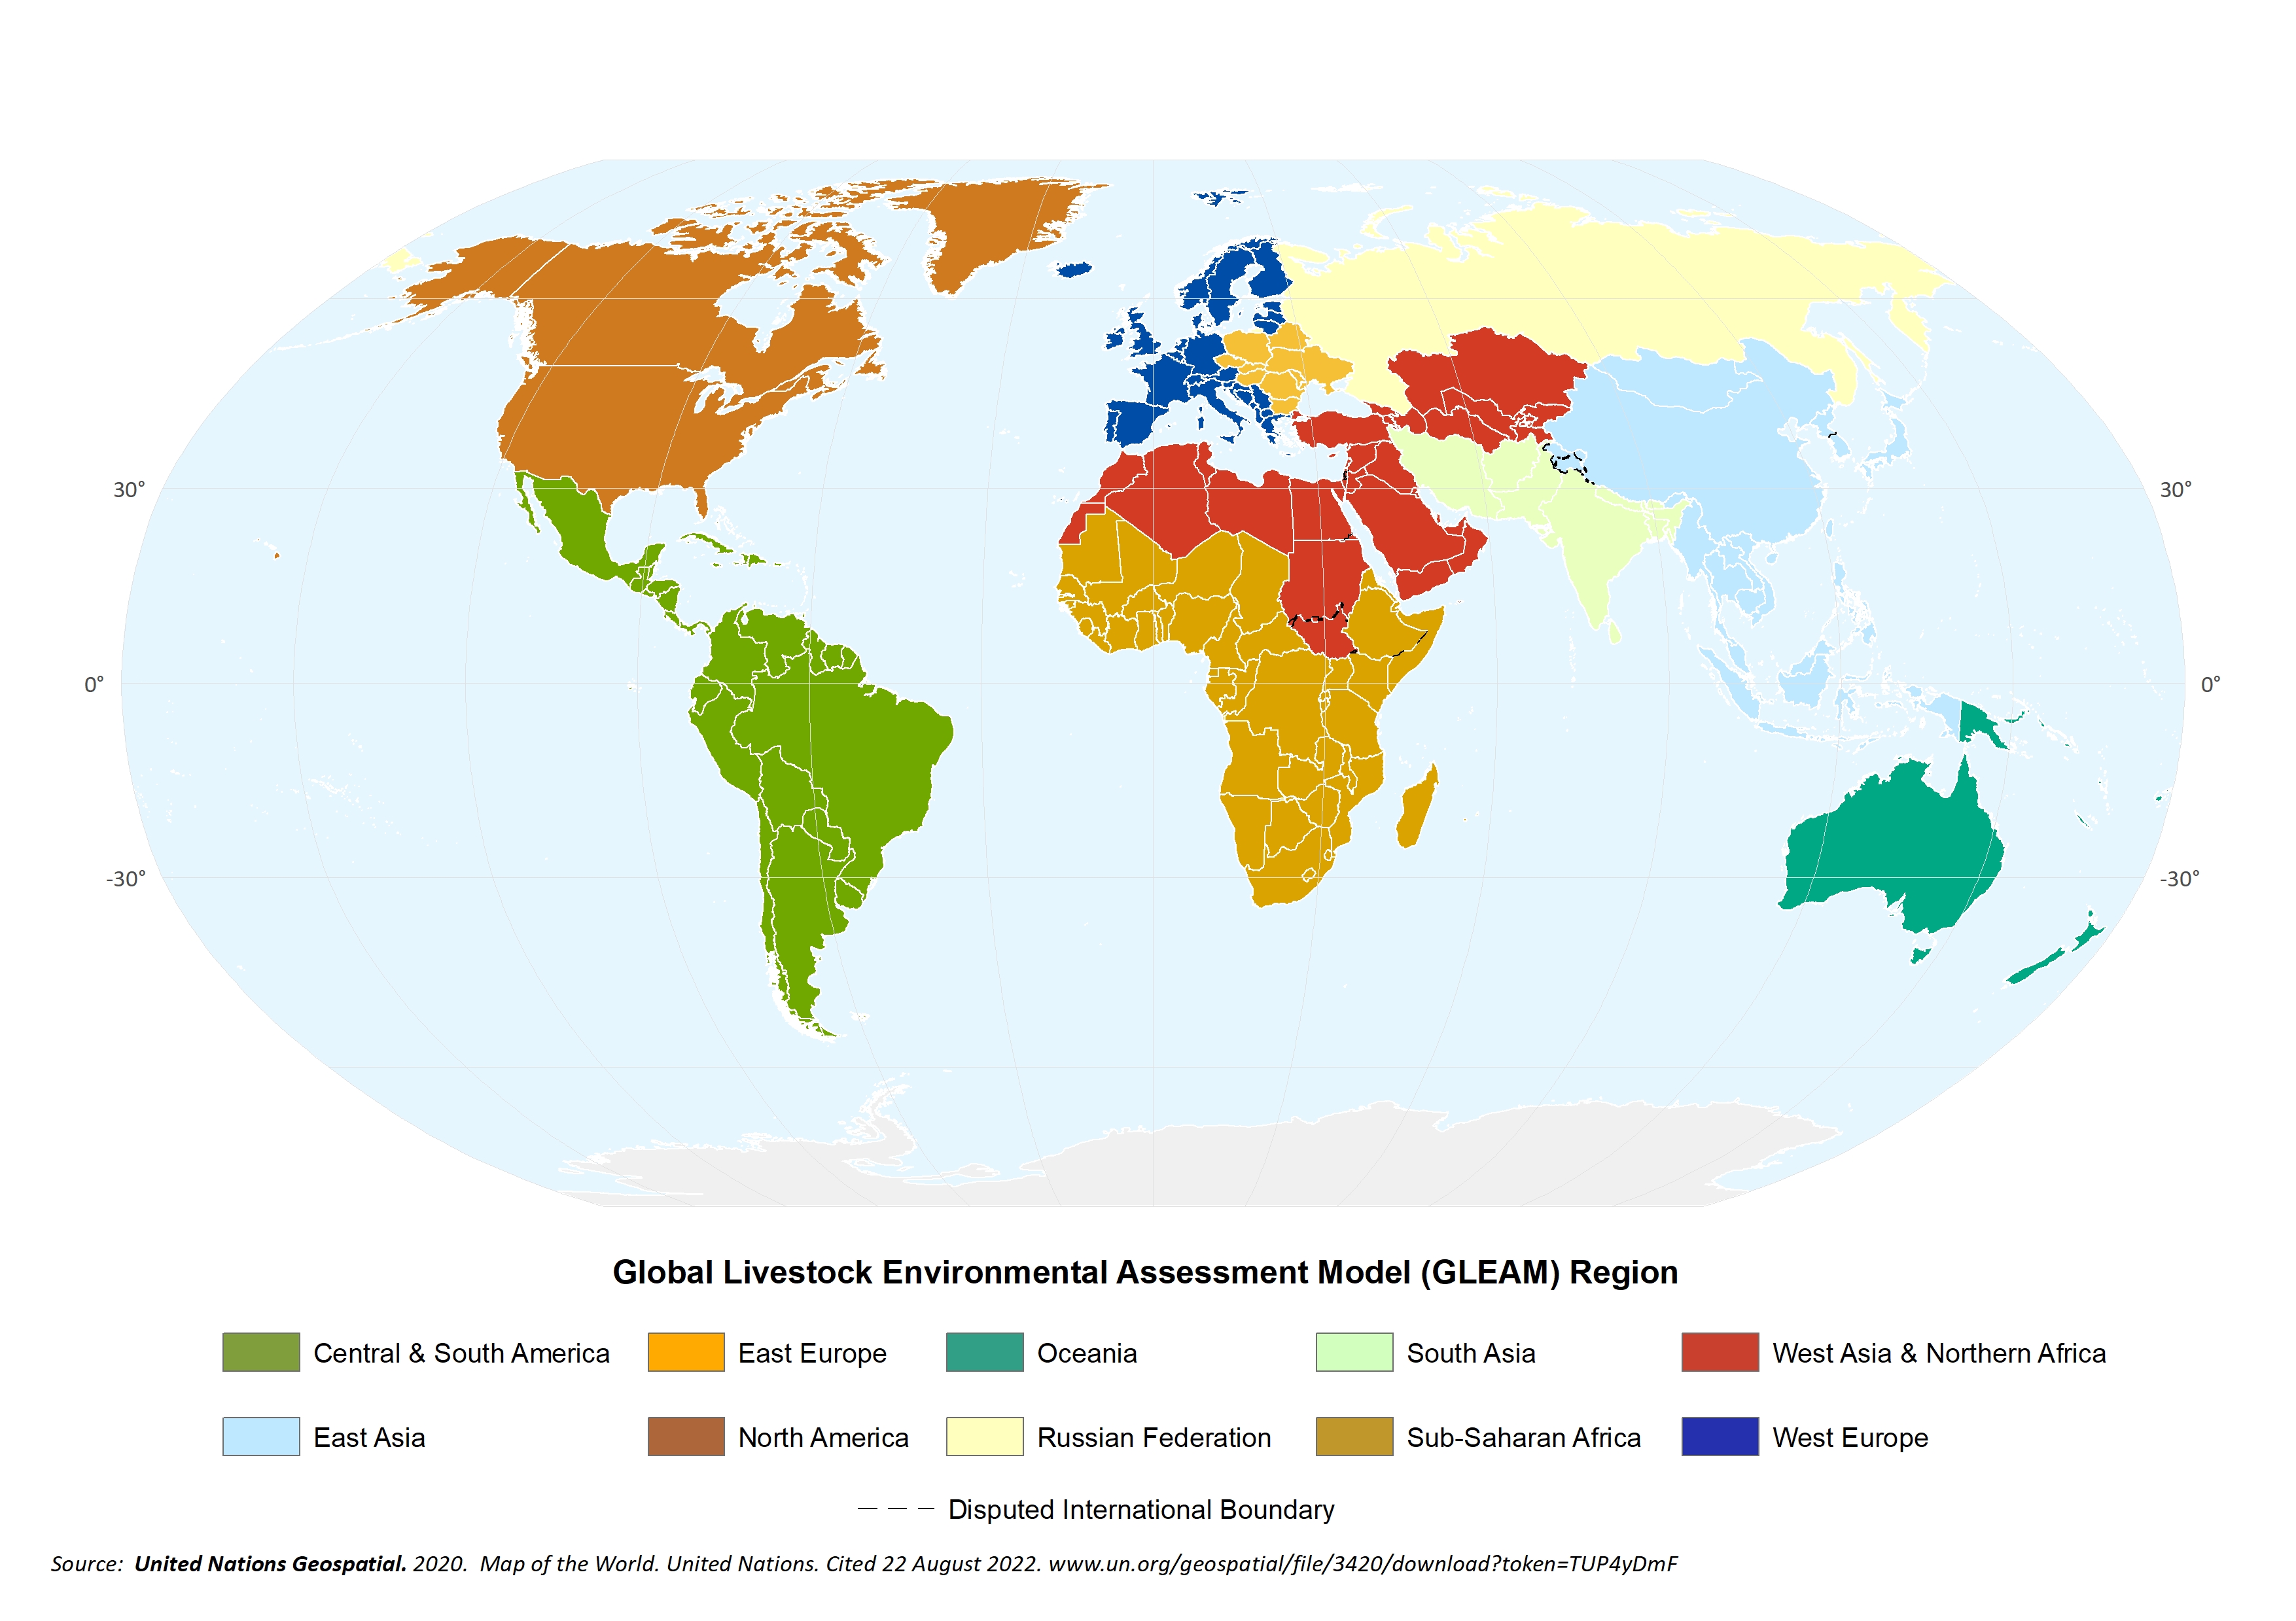 30°
30°
0°
0°
-30°
-30°
Global Livestock Environmental Assessment Model (GLEAM) Region
Central & South America
East Europe
Oceania
South Asia
West Asia & Northern Africa
East Asia
North America
Russian Federation
Sub-Saharan Africa
West Europe
Disputed International Boundary
Source: United Nations Geospatial. 2020. Map of the World. United Nations. Cited 22 August 2022. www.un.org/geospatial/file/3420/download?token=TUP4yDmF